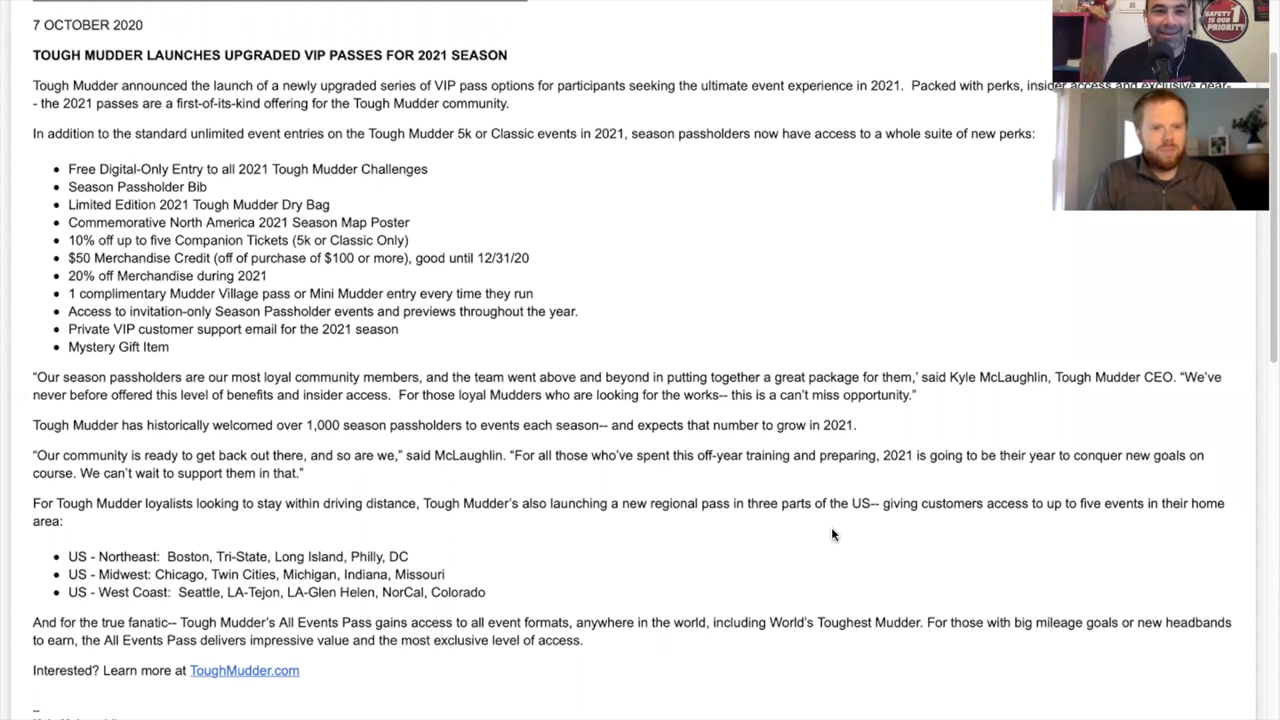 7 OCTOBER 2020
TOUGH MUDDER LAUNCHES UPGRADED VIP PASSES FOR 2021 SEASON
Tough Mudder announced the launch of a newly upgraded series of VIP pass options for participants seeking the ultimate event experience in 2021.  Packed with perks, insider access and exclusive gear-
- the 2021 passes are a first-of-its-kind offering for the Tough Mudder community.
In addition to the standard unlimited event entries on the Tough Mudder 5k or Classic events in 2021, season passholders now have access to a whole suite of new perks:
• Free Digital-Only Entry to all 2021 Tough Mudder Challenges
• Season Passholder Bib
• Limited Edition 2021 Tough Mudder Dry Bag
• Commemorative North America 2021 Season Map Poster
• 10% off up to five Companion Tickets (5k or Classic Only)
• $50 Merchandise Credit (off of purchase of $100 or more), good until 12/31/20
• 20% off Merchandise during 2021
• 1 complimentary Mudder Village pass or Mini Mudder entry every time they run
• Access to invitation-only Season Passholder events and previews throughout the year.
• Private VIP customer support email for the 2021 season
• Mystery Gift Item
“Our season passholders are our most loyal community members, and the team went above and beyond in putting together a great package for them,’ said Kyle McLaughlin, Tough Mudder CEO. “We’ve
never before offered this level of benefits and insider access.  For those loyal Mudders who are looking for the works-- this is a can’t miss opportunity.”
Tough Mudder has historically welcomed over 1,000 season passholders to events each season-- and expects that number to grow in 2021.
“Our community is ready to get back out there, and so are we,” said McLaughlin. “For all those who’ve spent this off-year training and preparing, 2021 is going to be their year to conquer new goals on
course. We can’t wait to support them in that.”
For Tough Mudder loyalists looking to stay within driving distance, Tough Mudder’s also launching a new regional pass in three parts of the US-- giving customers access to up to five events in their home
area:
• US - Northeast:  Boston, Tri-State, Long Island, Philly, DC
• US - Midwest: Chicago, Twin Cities, Michigan, Indiana, Missouri
• US - West Coast:  Seattle, LA-Tejon, LA-Glen Helen, NorCal, Colorado
And for the true fanatic-- Tough Mudder’s All Events Pass gains access to all event formats, anywhere in the world, including World’s Toughest Mudder. For those with big mileage goals or new headbands
to earn, the All Events Pass delivers impressive value and the most exclusive level of access.
Interested? Learn more at ToughMudder.com
--
SAFETY
IS OUR
PRIORITY
1